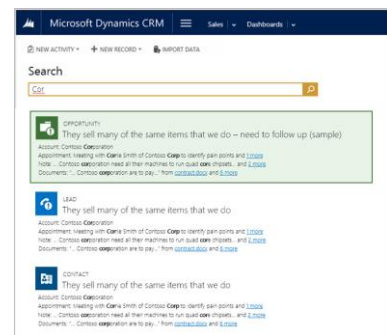 Microsoft Dynamics CRM Sales Dashboards
NEW ACTIVITY + NEW RECORD IMPORT DATA
Search
Cor
OPPORTUNITY
They sell many of the same items that we do – need to follow up (sample)
Account: Contoso Corporation
Appointment: Meeting with Corrie Smith of Contoso Corp to identify pain points and 1 more
Note: ... Contoso corporation need all their machines to run quad core chipsets... and 2 more
Documents: "... Contoso corporation are to pay..." from contact.docx and 6 more
LEAD
They sell many of the same items that we do
Account: Contoso Corporation
Appointment: Meeting with Corrie Smith of Contoso Corp to identify pain points and 1 more
Note: ... Contoso corporation need all their machines to run quad core chipsets... and 2 more
Documents: "... Contoso corporation are to pay..." from contract.docx and 6 more
CONTACT
They sell many of the same items that we do
Account: Contoso Corporation
Appointment: Meeting with Corrie Smith of Contoso Corp to identify pain points and 1 more
Note: ... Contoso corporation need all their machines to run quad core chipsets... and 2 more
Documents: "... Contoso corporation are to pay..." from contract.docx and 6 more